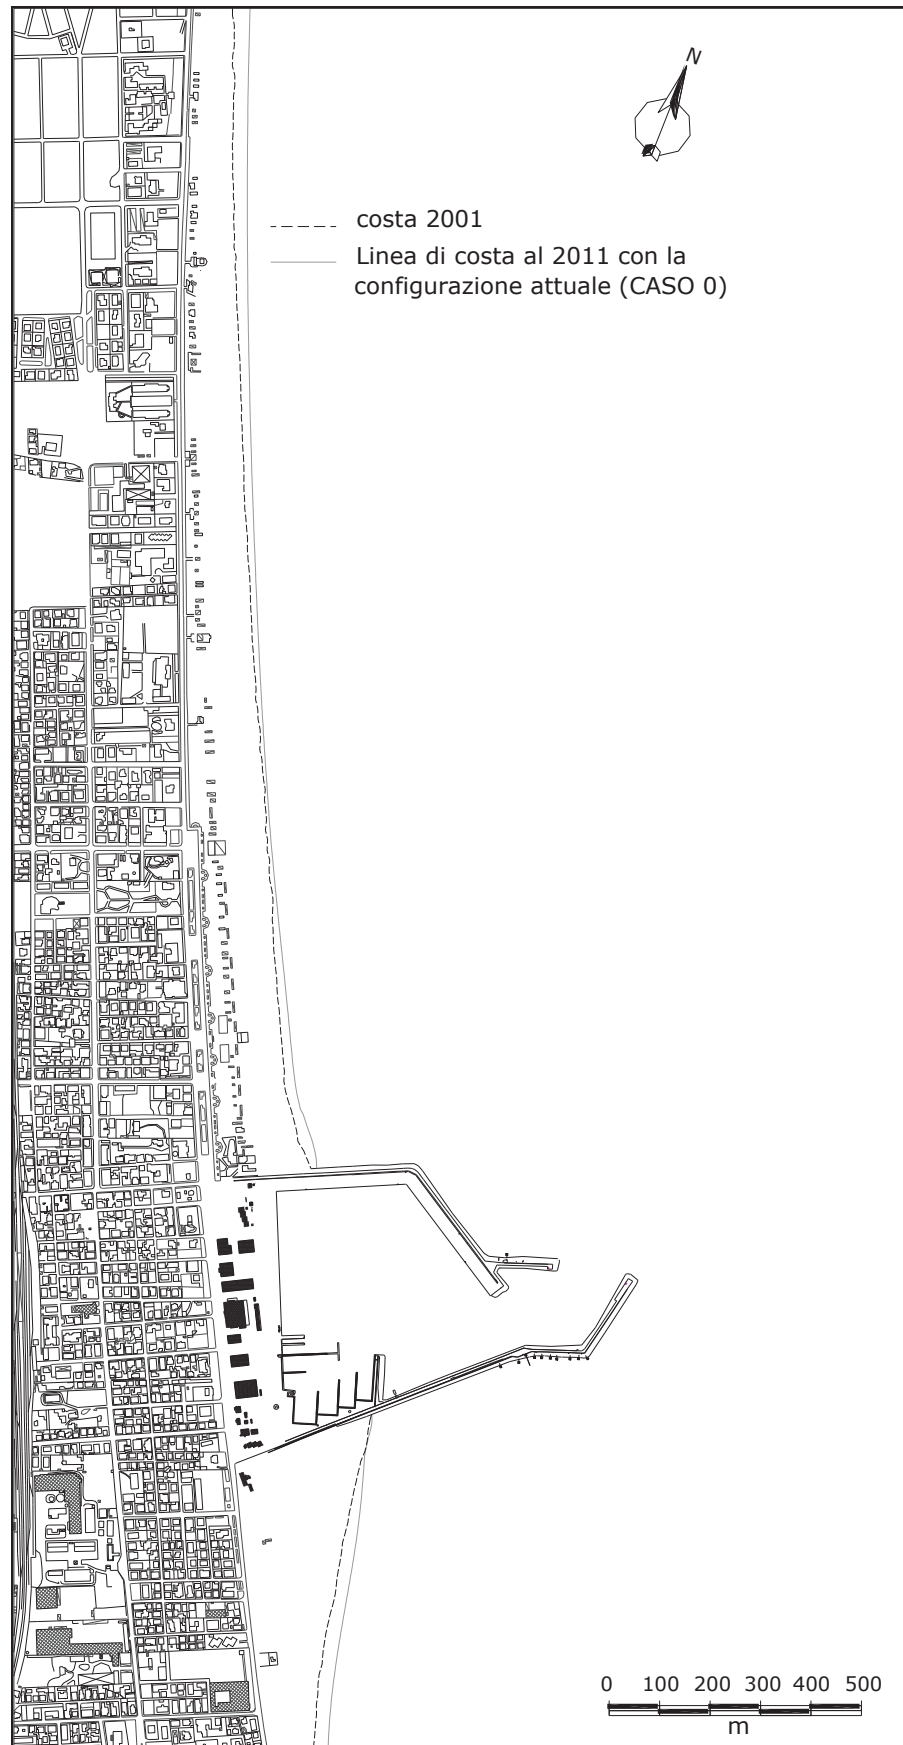 N
costa 2001
Linea di costa al 2011 con la
configurazione attuale (CASO 0)
0 100 200 300 400 500
m